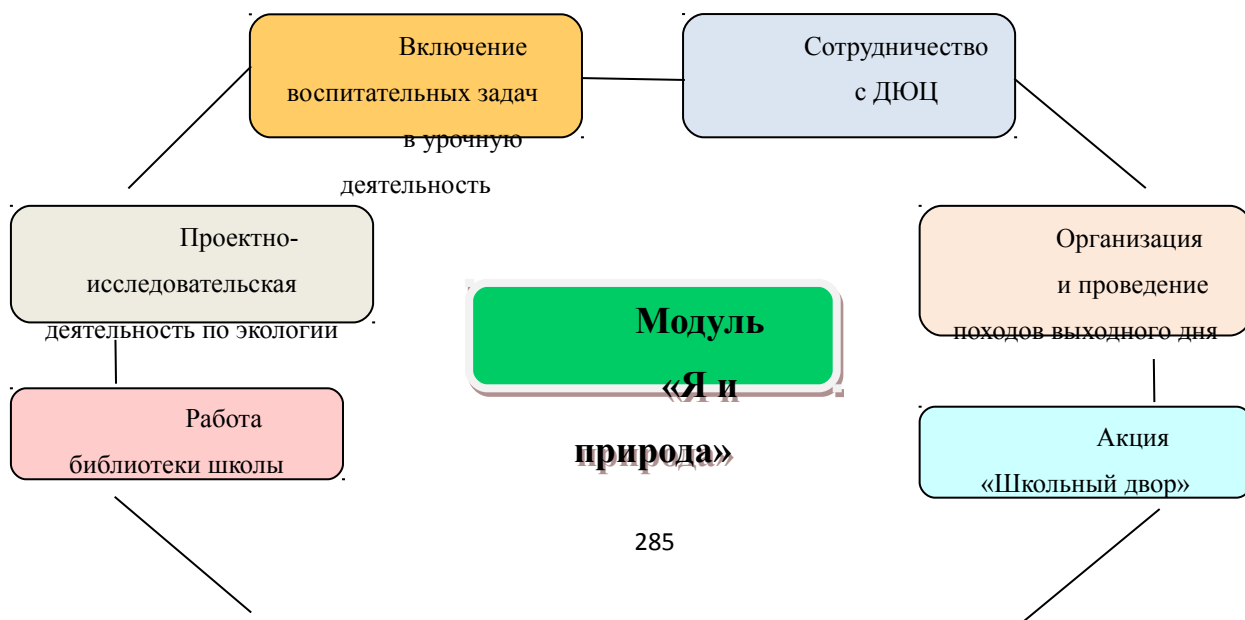 Включение
воспитательных задач
в урочную
деятельность
Сотрудничество
с ДЮЦ
Проектно-
исследовательская
деятельность по экологии
Организация
и проведение
походов выходного дня
Модуль
«Я и
природа»
Работа
библиотеки школы
Акция
«Школьный двор»
285